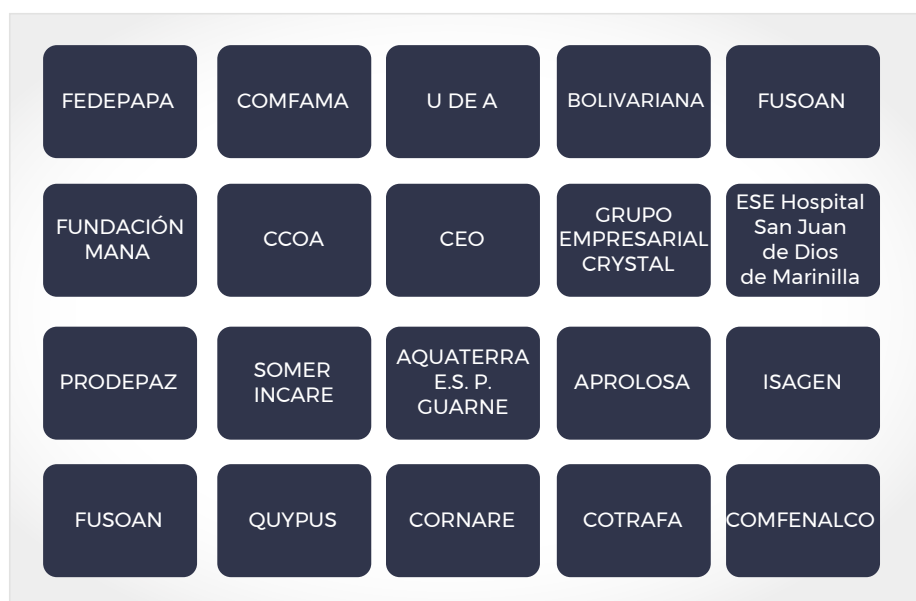 FEDEPAPA
COMFAMA
U DE A
BOLIVARIANA
FUSOAN
FUNDACIÓN
MANA
CCOA
CEO
GRUPO
EMPRESARIAL
CRYSTAL
ESE Hospital
San Juan
de Dios
de Marinilla
PRODEPAZ
SOMER
INCARE
AQUATERRA
E.S. P.
GUARNE
APROLOSA
ISAGEN
FUSOAN
QUYPUS
CORNARE
COTRAFA
COMFENALCO